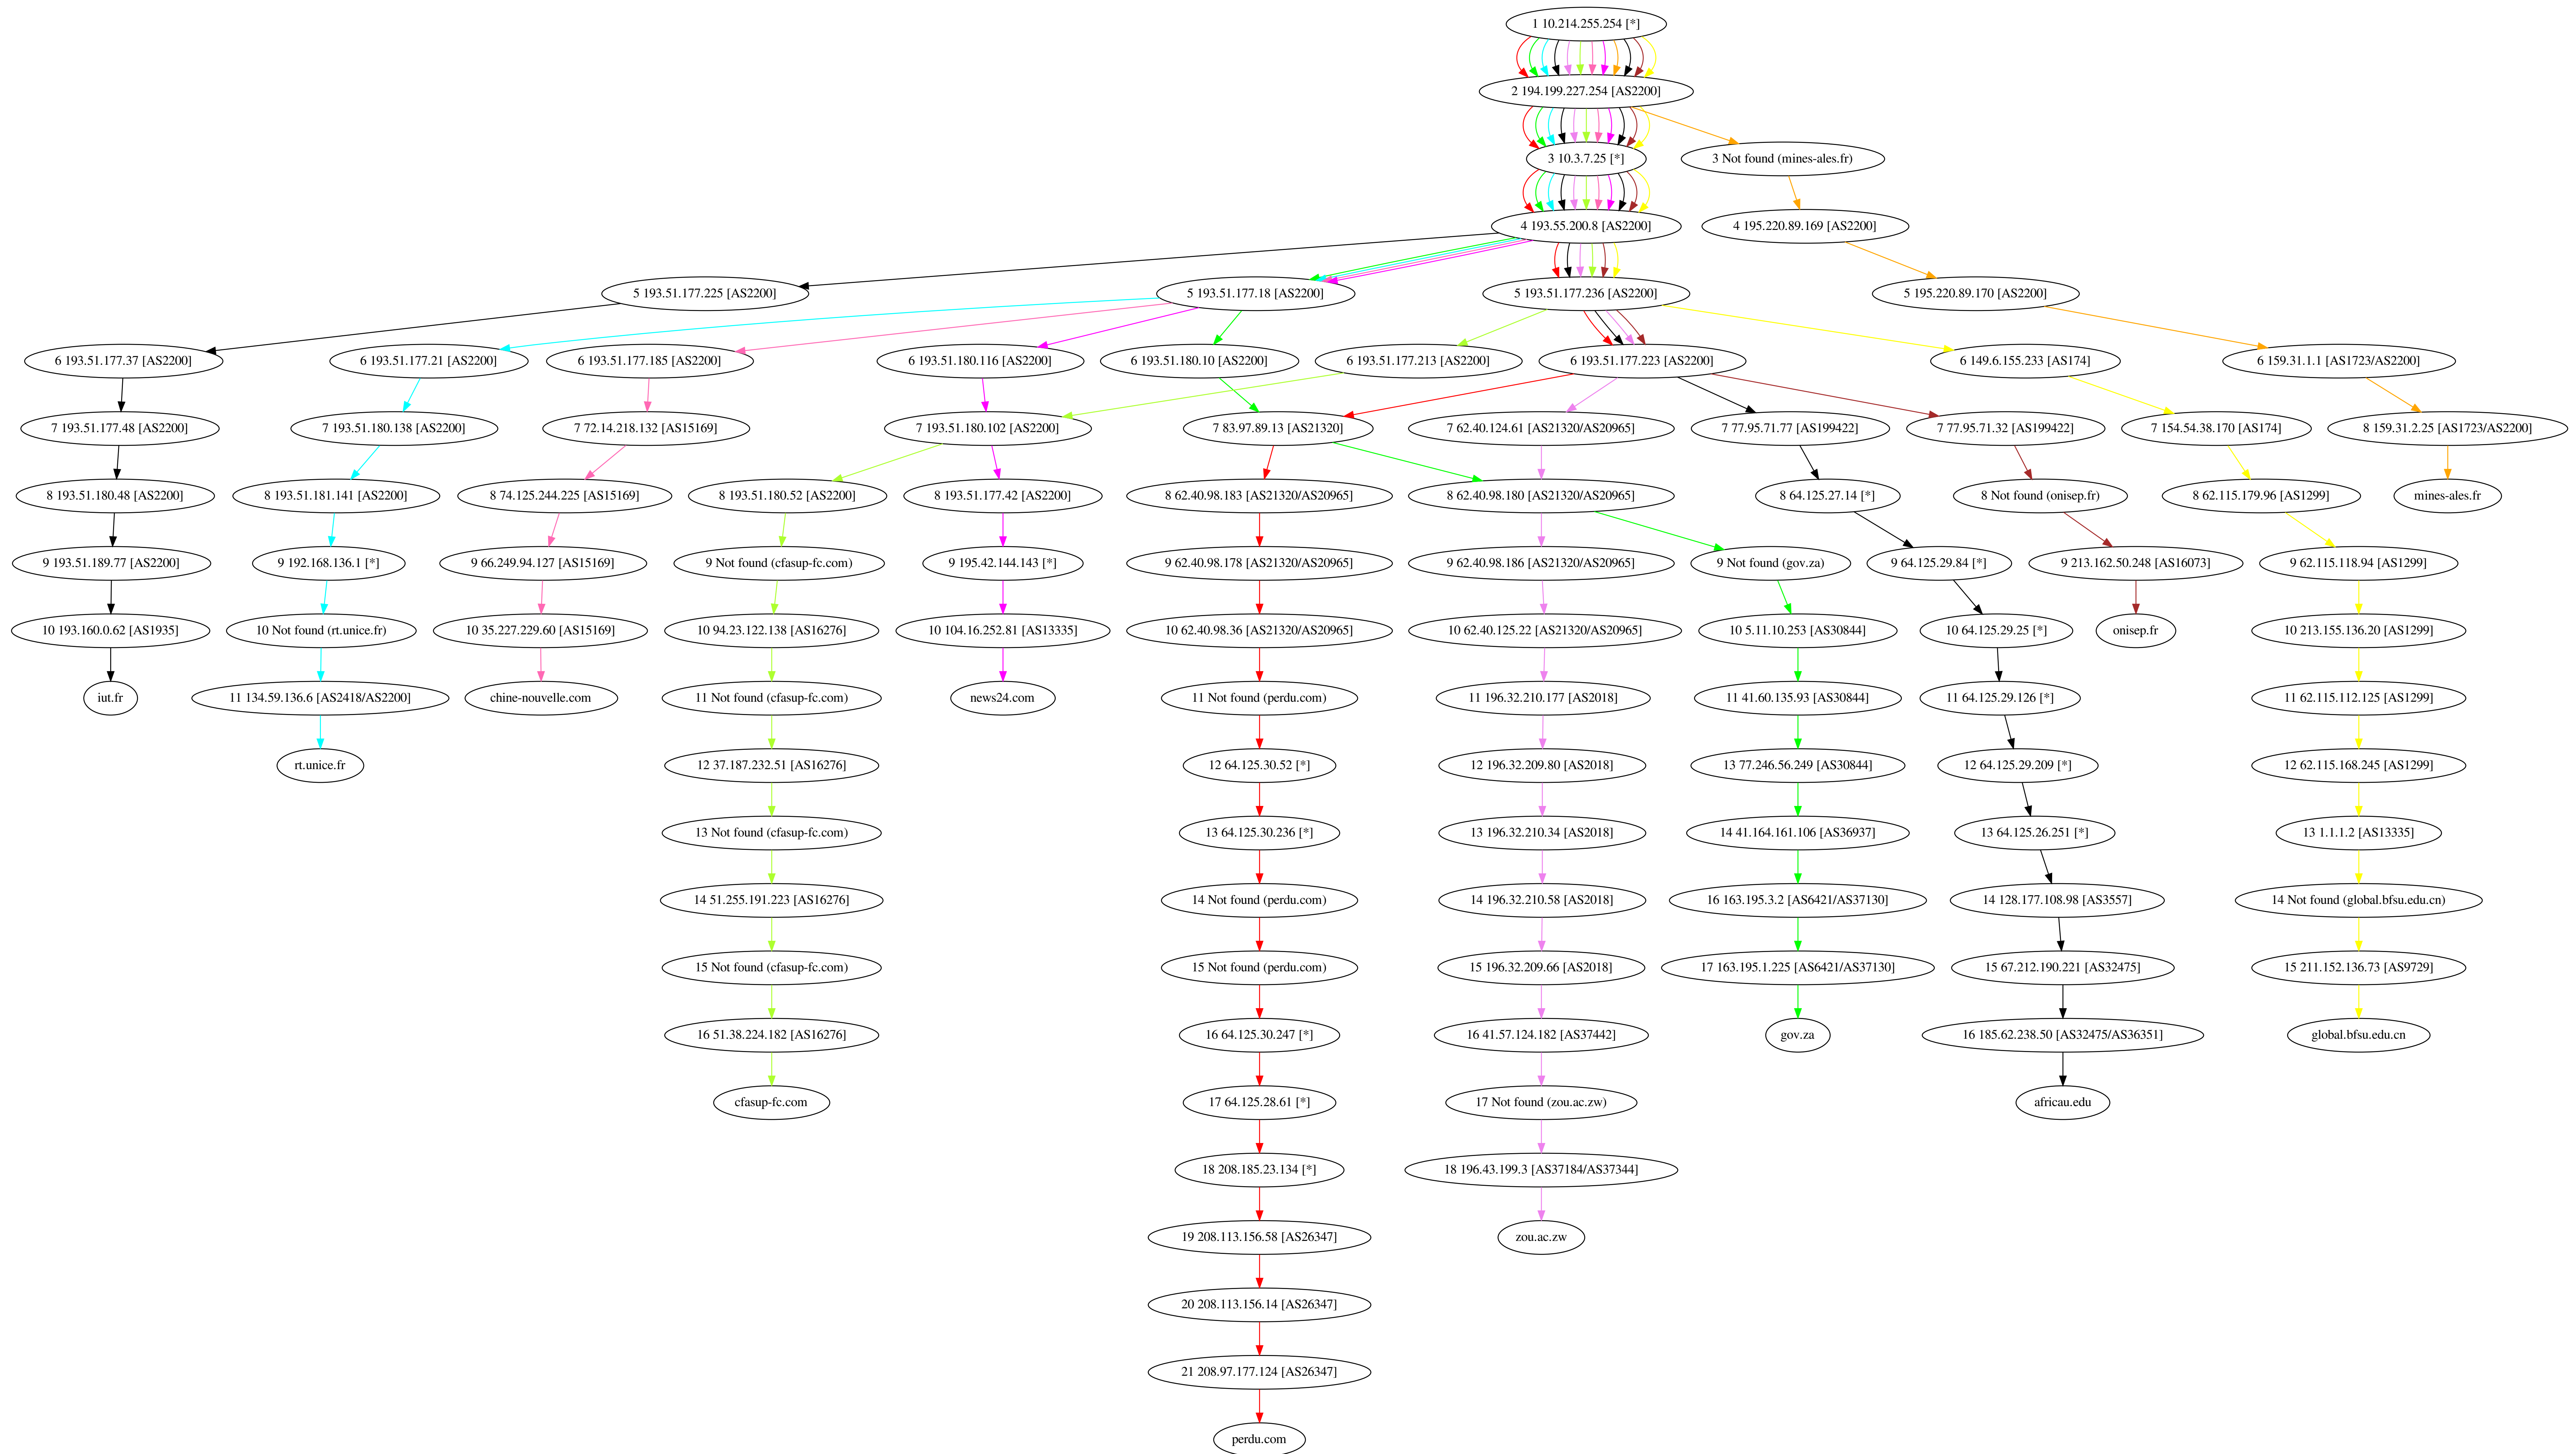 1 10.214.255.254 [*]
2 194.199.227.254 [AS2200]
3 10.3.7.25 [*]
3 Not found (mines-ales.fr)
4 193.55.200.8 [AS2200]
4 195.220.89.169 [AS2200]
5 193.51.177.225 [AS2200]
5 193.51.177.18 [AS2200]
5 193.51.177.236 [AS2200]
5 195.220.89.170 [AS2200]
6 193.51.177.37 [AS2200]
6 193.51.177.21 [AS2200]
6 193.51.177.185 [AS2200]
6 193.51.180.116 [AS2200]
6 193.51.180.10 [AS2200]
6 193.51.177.213 [AS2200]
6 193.51.177.223 [AS2200]
6 149.6.155.233 [AS174]
6 159.31.1.1 [AS1723/AS2200]
7 193.51.177.48 [AS2200]
7 193.51.180.138 [AS2200]
7 72.14.218.132 [AS15169]
7 193.51.180.102 [AS2200]
7 83.97.89.13 [AS21320]
7 62.40.124.61 [AS21320/AS20965]
7 77.95.71.77 [AS199422]
7 77.95.71.32 [AS199422]
7 154.54.38.170 [AS174]
8 159.31.2.25 [AS1723/AS2200]
8 193.51.180.48 [AS2200]
8 193.51.181.141 [AS2200]
8 74.125.244.225 [AS15169]
8 193.51.180.52 [AS2200]
8 193.51.177.42 [AS2200]
8 62.40.98.183 [AS21320/AS20965]
8 62.40.98.180 [AS21320/AS20965]
8 64.125.27.14 [*]
8 Not found (onisep.fr)
8 62.115.179.96 [AS1299]
mines-ales.fr
9 193.51.189.77 [AS2200]
9 192.168.136.1 [*]
9 66.249.94.127 [AS15169]
9 Not found (cfasup-fc.com)
9 195.42.144.143 [*]
9 62.40.98.178 [AS21320/AS20965]
9 62.40.98.186 [AS21320/AS20965]
9 Not found (gov.za)
9 64.125.29.84 [*]
9 213.162.50.248 [AS16073]
9 62.115.118.94 [AS1299]
10 193.160.0.62 [AS1935]
10 Not found (rt.unice.fr)
10 35.227.229.60 [AS15169]
10 94.23.122.138 [AS16276]
10 104.16.252.81 [AS13335]
10 62.40.98.36 [AS21320/AS20965]
10 62.40.125.22 [AS21320/AS20965]
10 5.11.10.253 [AS30844]
10 64.125.29.25 [*]
onisep.fr
10 213.155.136.20 [AS1299]
iut.fr
11 134.59.136.6 [AS2418/AS2200]
chine-nouvelle.com
11 Not found (cfasup-fc.com)
news24.com
11 Not found (perdu.com)
11 196.32.210.177 [AS2018]
11 41.60.135.93 [AS30844]
11 64.125.29.126 [*]
11 62.115.112.125 [AS1299]
rt.unice.fr
12 37.187.232.51 [AS16276]
12 64.125.30.52 [*]
12 196.32.209.80 [AS2018]
13 77.246.56.249 [AS30844]
12 64.125.29.209 [*]
12 62.115.168.245 [AS1299]
13 Not found (cfasup-fc.com)
13 64.125.30.236 [*]
13 196.32.210.34 [AS2018]
14 41.164.161.106 [AS36937]
13 64.125.26.251 [*]
13 1.1.1.2 [AS13335]
14 51.255.191.223 [AS16276]
14 Not found (perdu.com)
14 196.32.210.58 [AS2018]
16 163.195.3.2 [AS6421/AS37130]
14 128.177.108.98 [AS3557]
14 Not found (global.bfsu.edu.cn)
15 Not found (cfasup-fc.com)
15 Not found (perdu.com)
15 196.32.209.66 [AS2018]
17 163.195.1.225 [AS6421/AS37130]
15 67.212.190.221 [AS32475]
15 211.152.136.73 [AS9729]
16 51.38.224.182 [AS16276]
16 64.125.30.247 [*]
16 41.57.124.182 [AS37442]
gov.za
16 185.62.238.50 [AS32475/AS36351]
global.bfsu.edu.cn
cfasup-fc.com
17 64.125.28.61 [*]
17 Not found (zou.ac.zw)
africau.edu
18 208.185.23.134 [*]
18 196.43.199.3 [AS37184/AS37344]
19 208.113.156.58 [AS26347]
zou.ac.zw
20 208.113.156.14 [AS26347]
21 208.97.177.124 [AS26347]
perdu.com